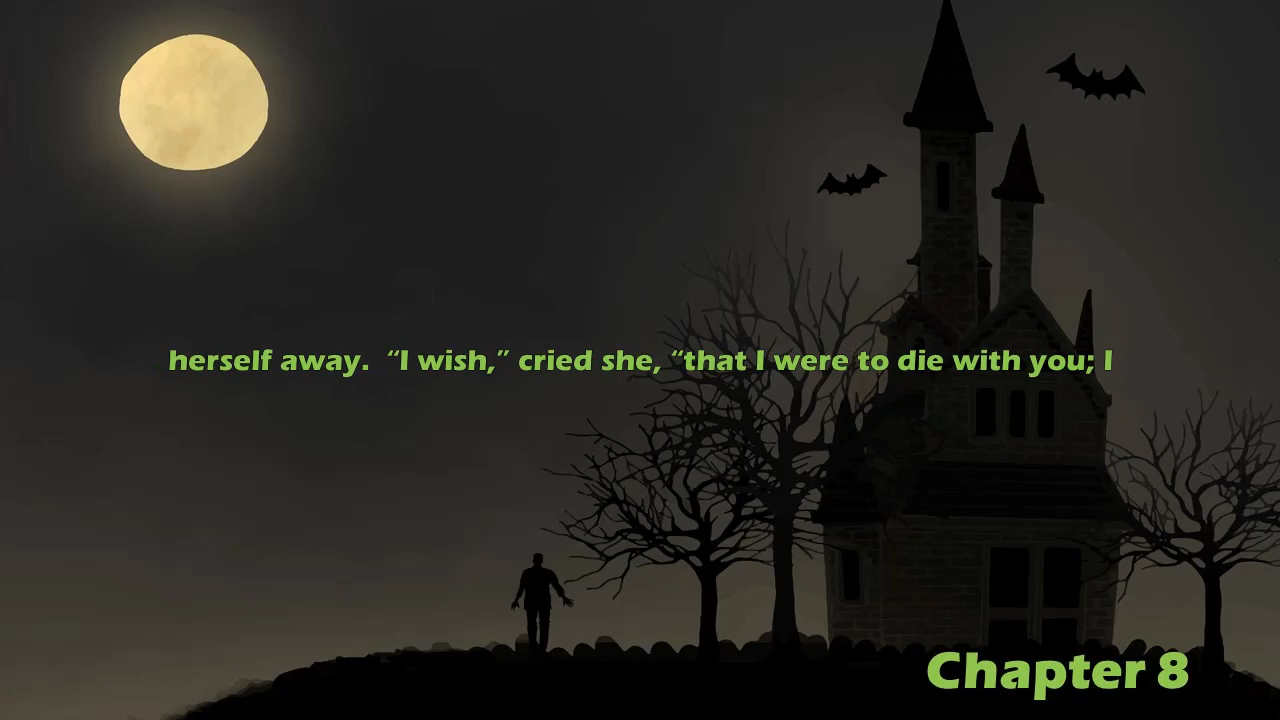 herself away.  “I wish,” cried she, “that I were to die with you; I
Chapter 8